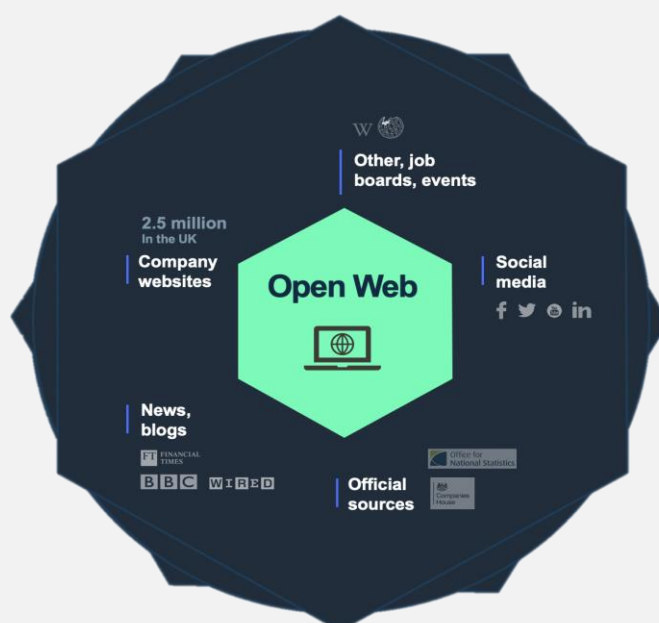 W
Other, job
boards, events
2.5 million
In the UK
Company
websites
Open Web
Social
media
f in
News,
blogs
FT FINANCIAL
TIMES
BBC WIRED
Official
sources
Office for
National Statistics
Companies
House